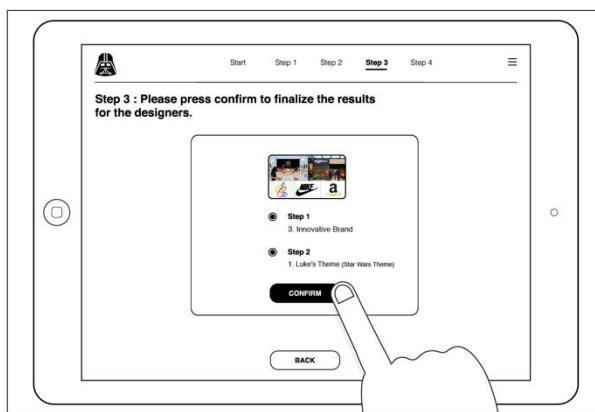 Start Step 1 Step 2 Step 3 Step 4
Step 3 : Please press confirm to finalize the results
for the designers.
NIKE
a
Step 1
3. Innovative Brand
Step 2
1. Luke's Theme (Star Wars Theme)
CONFIRM
BACK